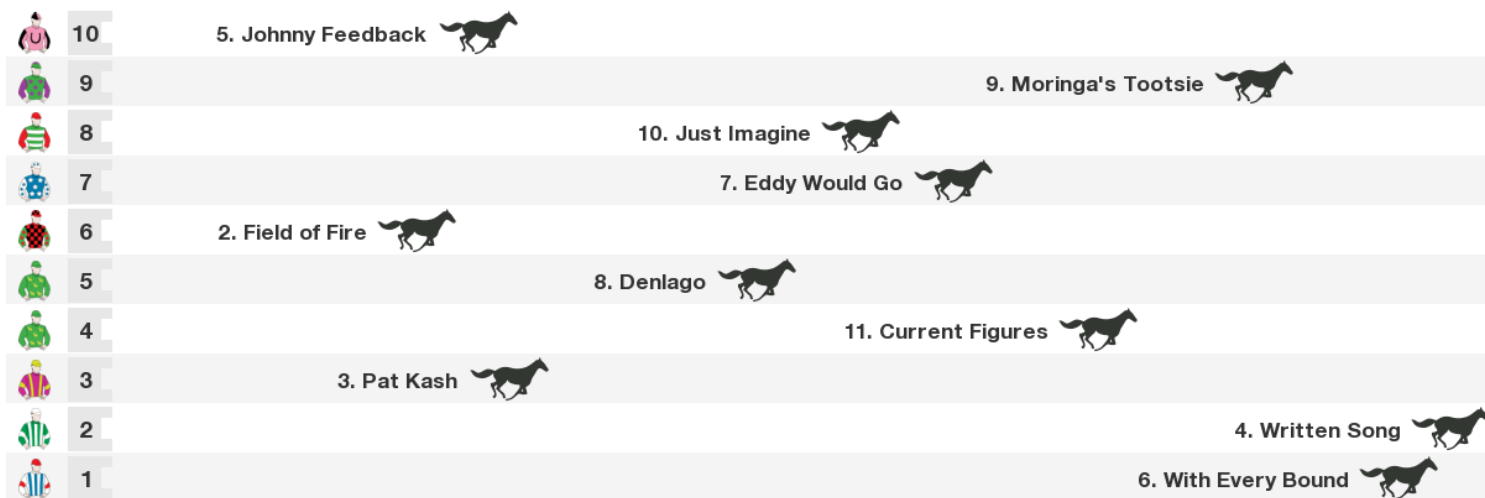 10 5. Johnny Feedback
9 9. Moringa's Tootsie
8 10. Just Imagine
7 7. Eddy Would Go
6 2. Field of Fire
5 8. Denlago
4 11. Current Figures
3 3. Pat Kash
2 4. Written Song
1 6. With Every Bound